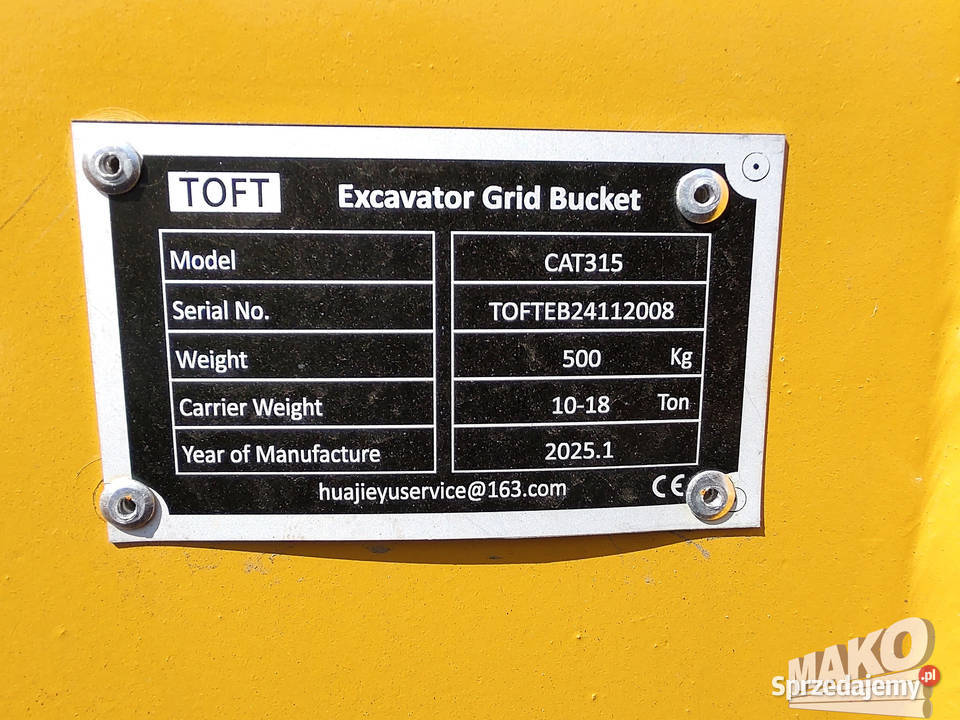 TOFT Excavator Grid Bucket
Model CAT315
Serial No. TOFTEB24112008
Weight 500 Kg
Carrier Weight 10-18 Ton
Year of Manufacture 2025.1
huajieyuservice@163.com CE
MAKO
Sprzedajemy.pl